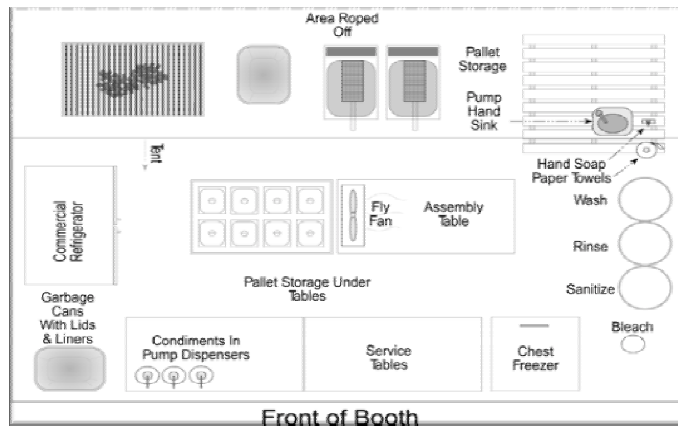 Area Roped
Off
Pallet
Storage
Pump
Hand
Sink
Tent
Hand Soap
Paper Towels
Commercial
Refrigerator
Fly
Fan
Assembly
Table
Wash
Rinse
Sanitize
Pallet Storage Under
Tables
Garbage
Cans
With Lids
& Liners
Condiments In
Pump Dispensers
Service
Tables
Chest
Freezer
Bleach
Front of Booth